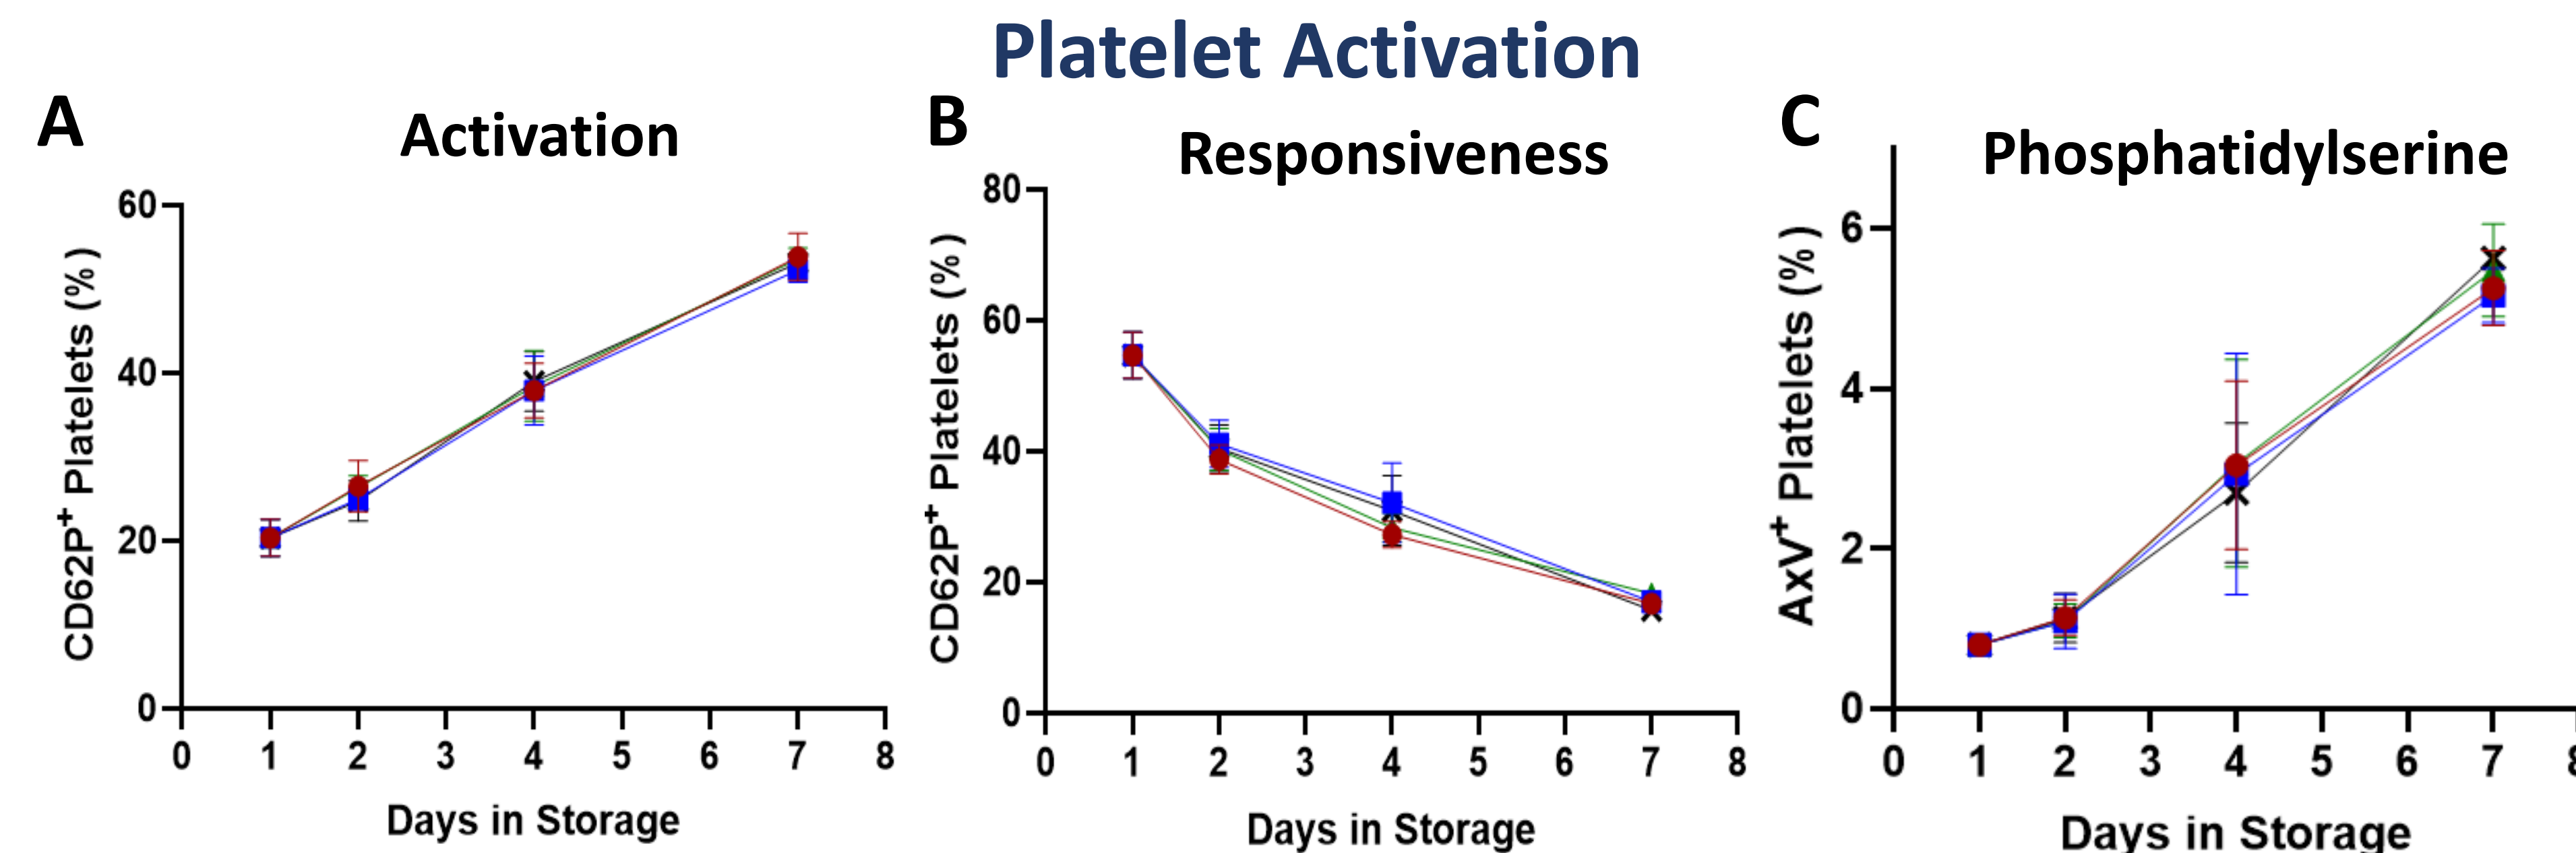 Platelet Activation
A
Activation
CD62P+ Platelets (%)
60
40
20
0
0 1 2 3 4 5 6 7 8
Days in Storage
B
Responsiveness
CD62P+ Platelets (%)
80
60
40
20
0
0 1 2 3 4 5 6 7 8
Days in Storage
C
Phosphatidylserine
AxV+ Platelets (%)
6
4
2
0
0 1 2 3 4 5 6 7 8
Days in Storage